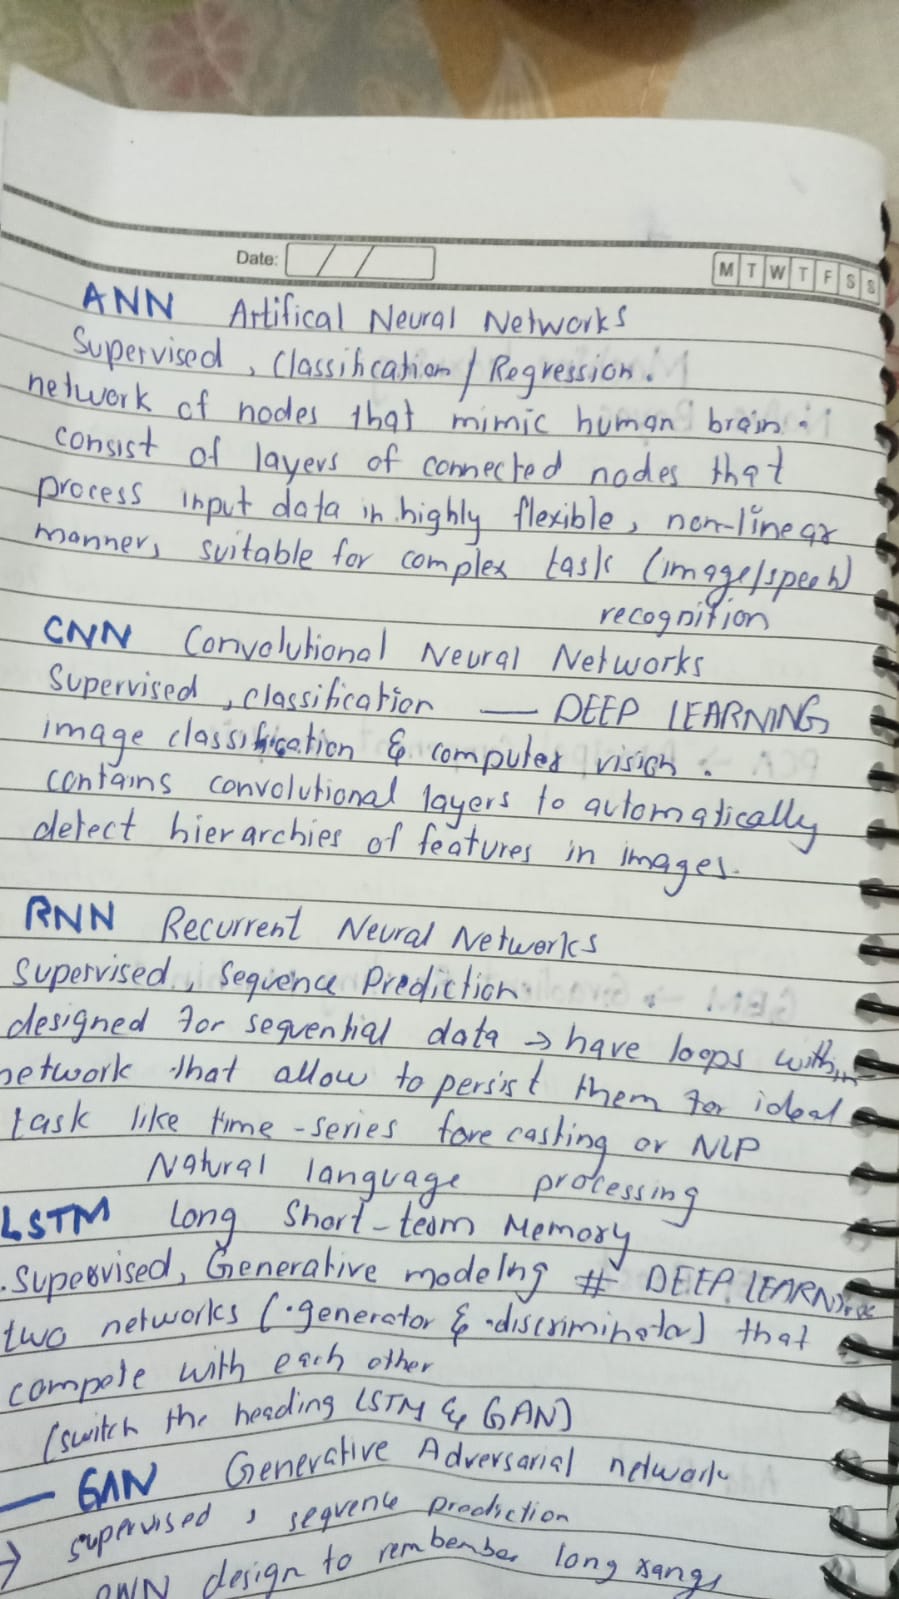 Date: / /
M T W T F S S
ANN Artifical Neural Networks
Supervised, Classification / Regression.
network of nodes that mimic human brain.
consist of layers of connected nodes that
process input data in highly flexible, non-linear
manner, suitable for complex task (image/speech)
recognition
CNN Convolutional Neural Networks
Supervised, classification — DEEP LEARNING
image classification & computer vision.
contains convolutional layers to automatically
detect hierarchies of features in images.
RNN Recurrent Neural Networks
Supervised, Sequence Prediction
designed for sequential data → have loops within
network that allow to persist them for ideal
task like time-series forecasting or NLP
Natural language processing
LSTM Long Short-team Memory
Supervised, Generative modelng # DEEP LEARNING
two networks (generator & discriminator) that
compete with each other
(switch the heading LSTM & GAN)
— GAN Generative Adversarial network
→ supervised, sequence prediction
RNN design to remember long range